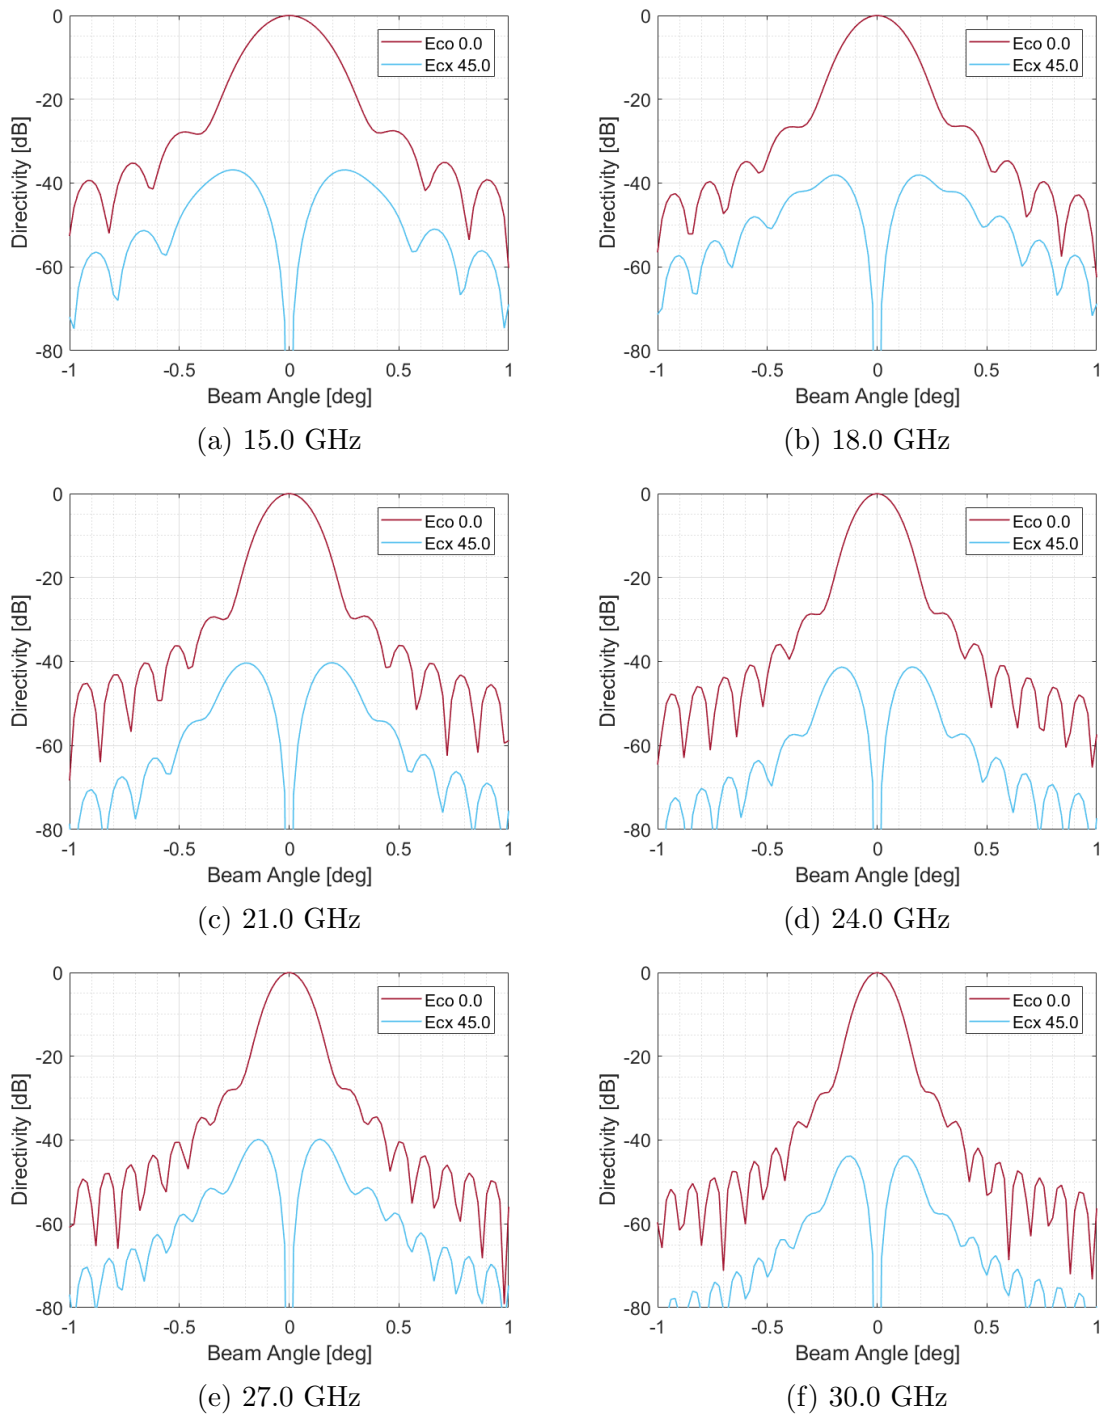 0
-20
-40
-60
-80
Directivity [dB]
Eco 0.0
Ecx 45.0
-1
-0.5
0
0.5
1
Beam Angle [deg]
(a) 15.0 GHz
0
-20
-40
-60
-80
Directivity [dB]
Eco 0.0
Ecx 45.0
-1
-0.5
0
0.5
1
Beam Angle [deg]
(b) 18.0 GHz
0
-20
-40
-60
-80
Directivity [dB]
Eco 0.0
Ecx 45.0
-1
-0.5
0
0.5
1
Beam Angle [deg]
(c) 21.0 GHz
0
-20
-40
-60
-80
Directivity [dB]
Eco 0.0
Ecx 45.0
-1
-0.5
0
0.5
1
Beam Angle [deg]
(d) 24.0 GHz
0
-20
-40
-60
-80
Directivity [dB]
Eco 0.0
Ecx 45.0
-1
-0.5
0
0.5
1
Beam Angle [deg]
(e) 27.0 GHz
0
-20
-40
-60
-80
Directivity [dB]
Eco 0.0
Ecx 45.0
-1
-0.5
0
0.5
1
Beam Angle [deg]
(f) 30.0 GHz